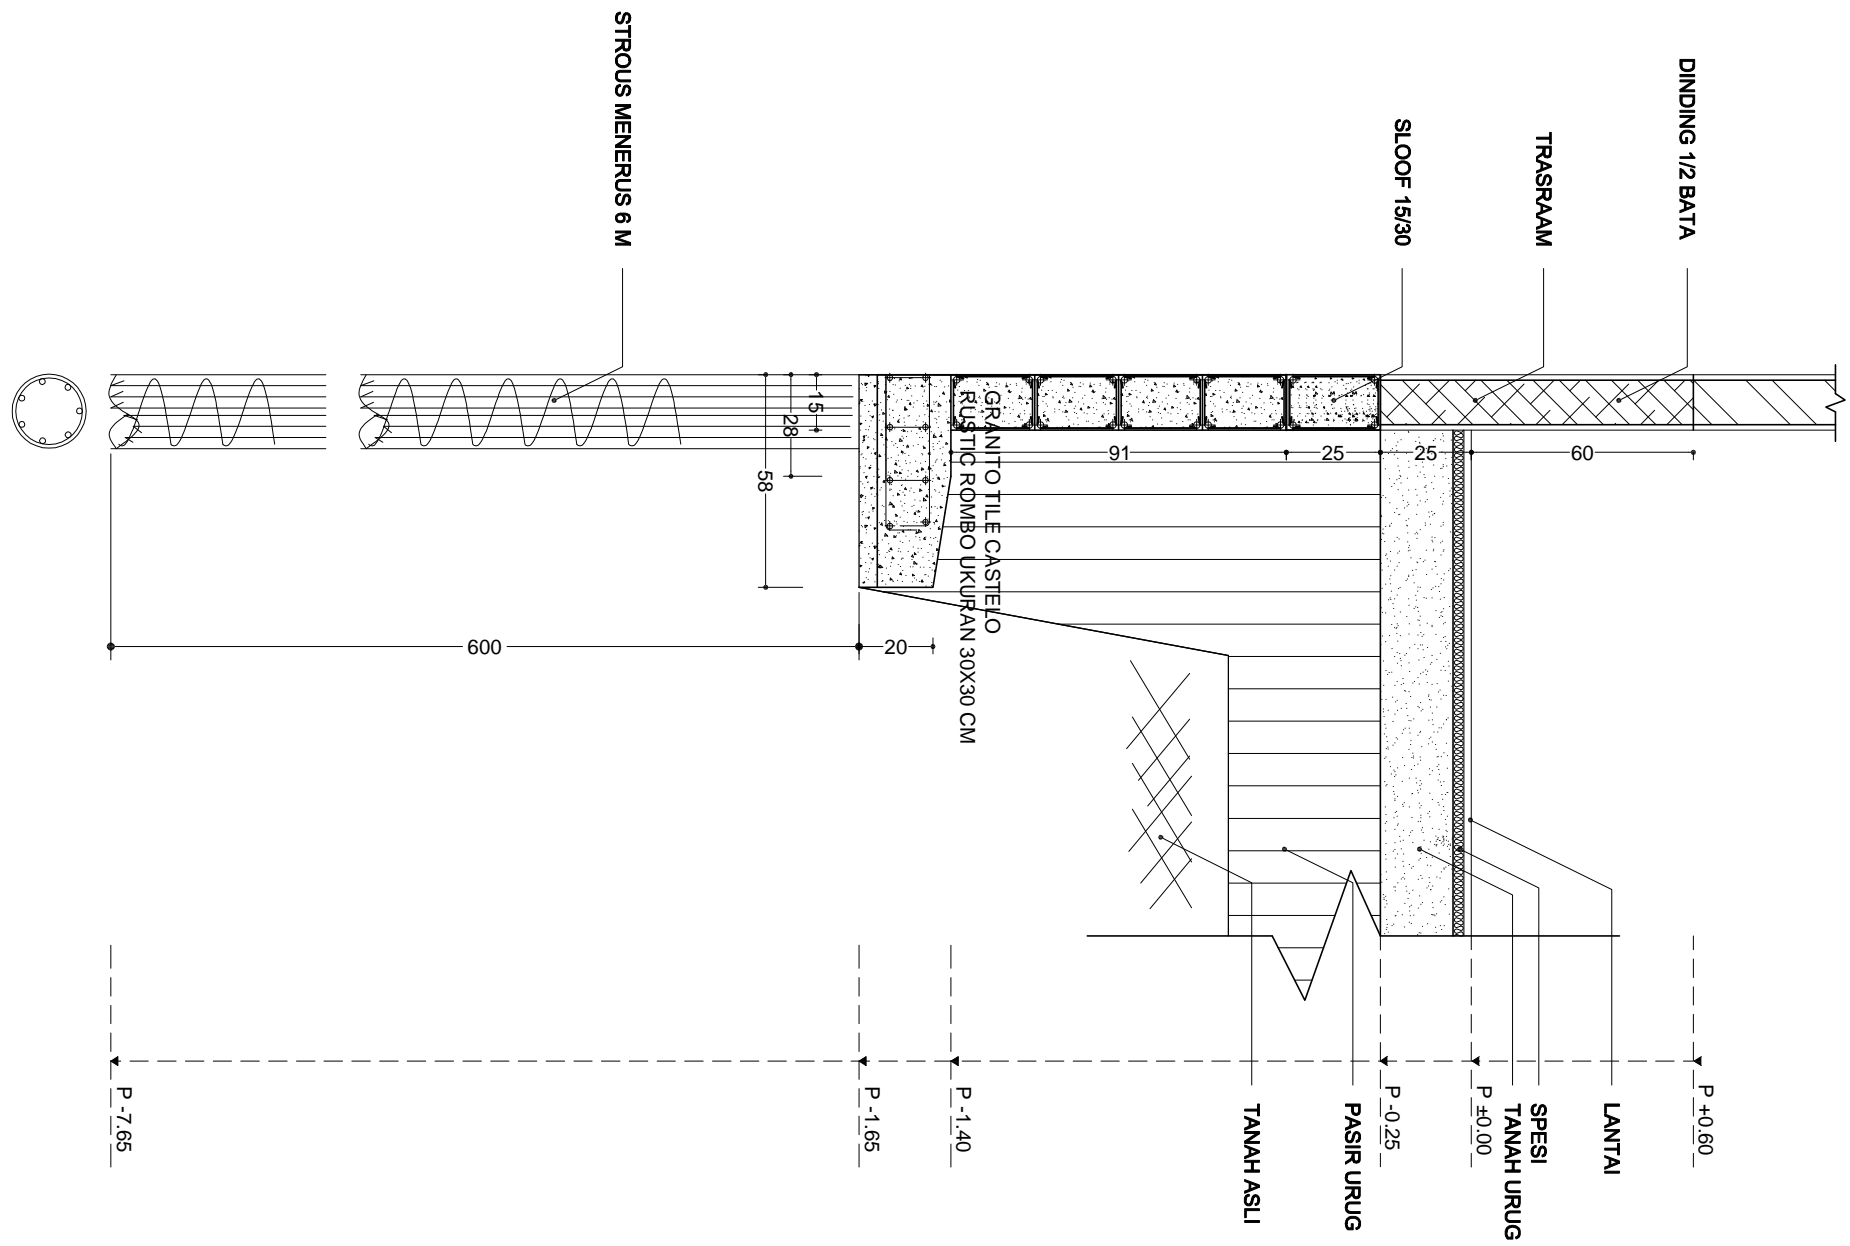 DINDING 1/2 BATA
TRASRAAM
SLOOF 15/30
STROUS MENERUS 6 M
60
25
25
91
15
28
58
GRANITO TILE CASTELO
RUSTIC ROMBO UKURAN 30X30 CM
20
600
P +0.60
LANTAI
SPESI
TANAH URUG
P ±0.00
P -0.25
PASIR URUG
TANAH ASLI
P -1.40
P -1.65
P -7.65